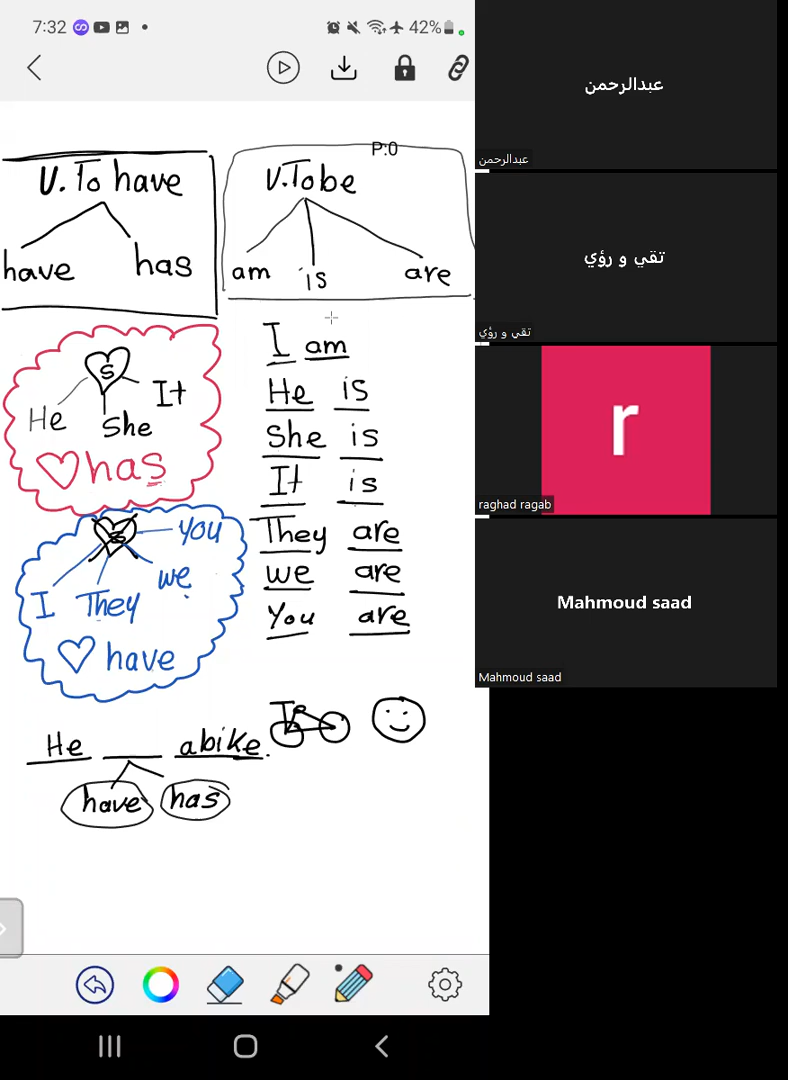 7:32
42%
P:0
V. To have
have
has
V. To be
am
is
are
S
He
She
It
has
I am
He is
She is
It is
They are
we are
You are
S
You
we
They
I
have
He ___ a bike.
have
has
عبدالرحمن
عبدالرحمن
تقي و رؤي
تقي و رؤي
r
raghad ragab
Mahmoud saad
Mahmoud saad